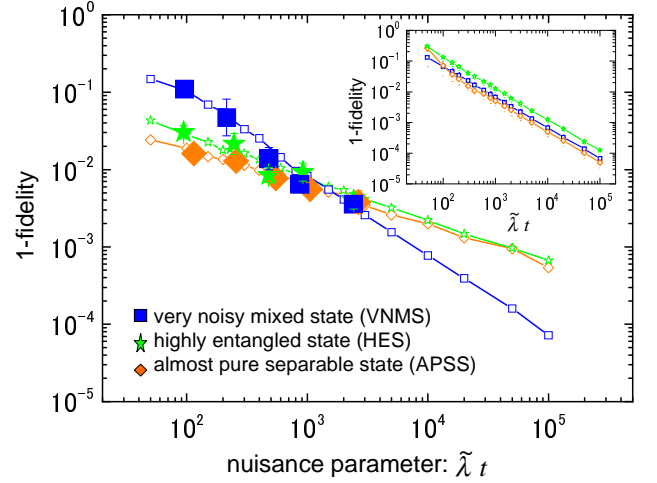 10^0
10^-1
10^-2
10^-3
10^-4
10^-5
1-fidelity
10^2
10^3
10^4
10^5
nuisance parameter: λ̃ t
very noisy mixed state (VNMS)
highly entangled state (HES)
almost pure separable state (APSS)
10^0
10^-1
10^-2
10^-3
10^-4
10^-5
1-fidelity
10^2
10^3
10^4
10^5
λ̃ t